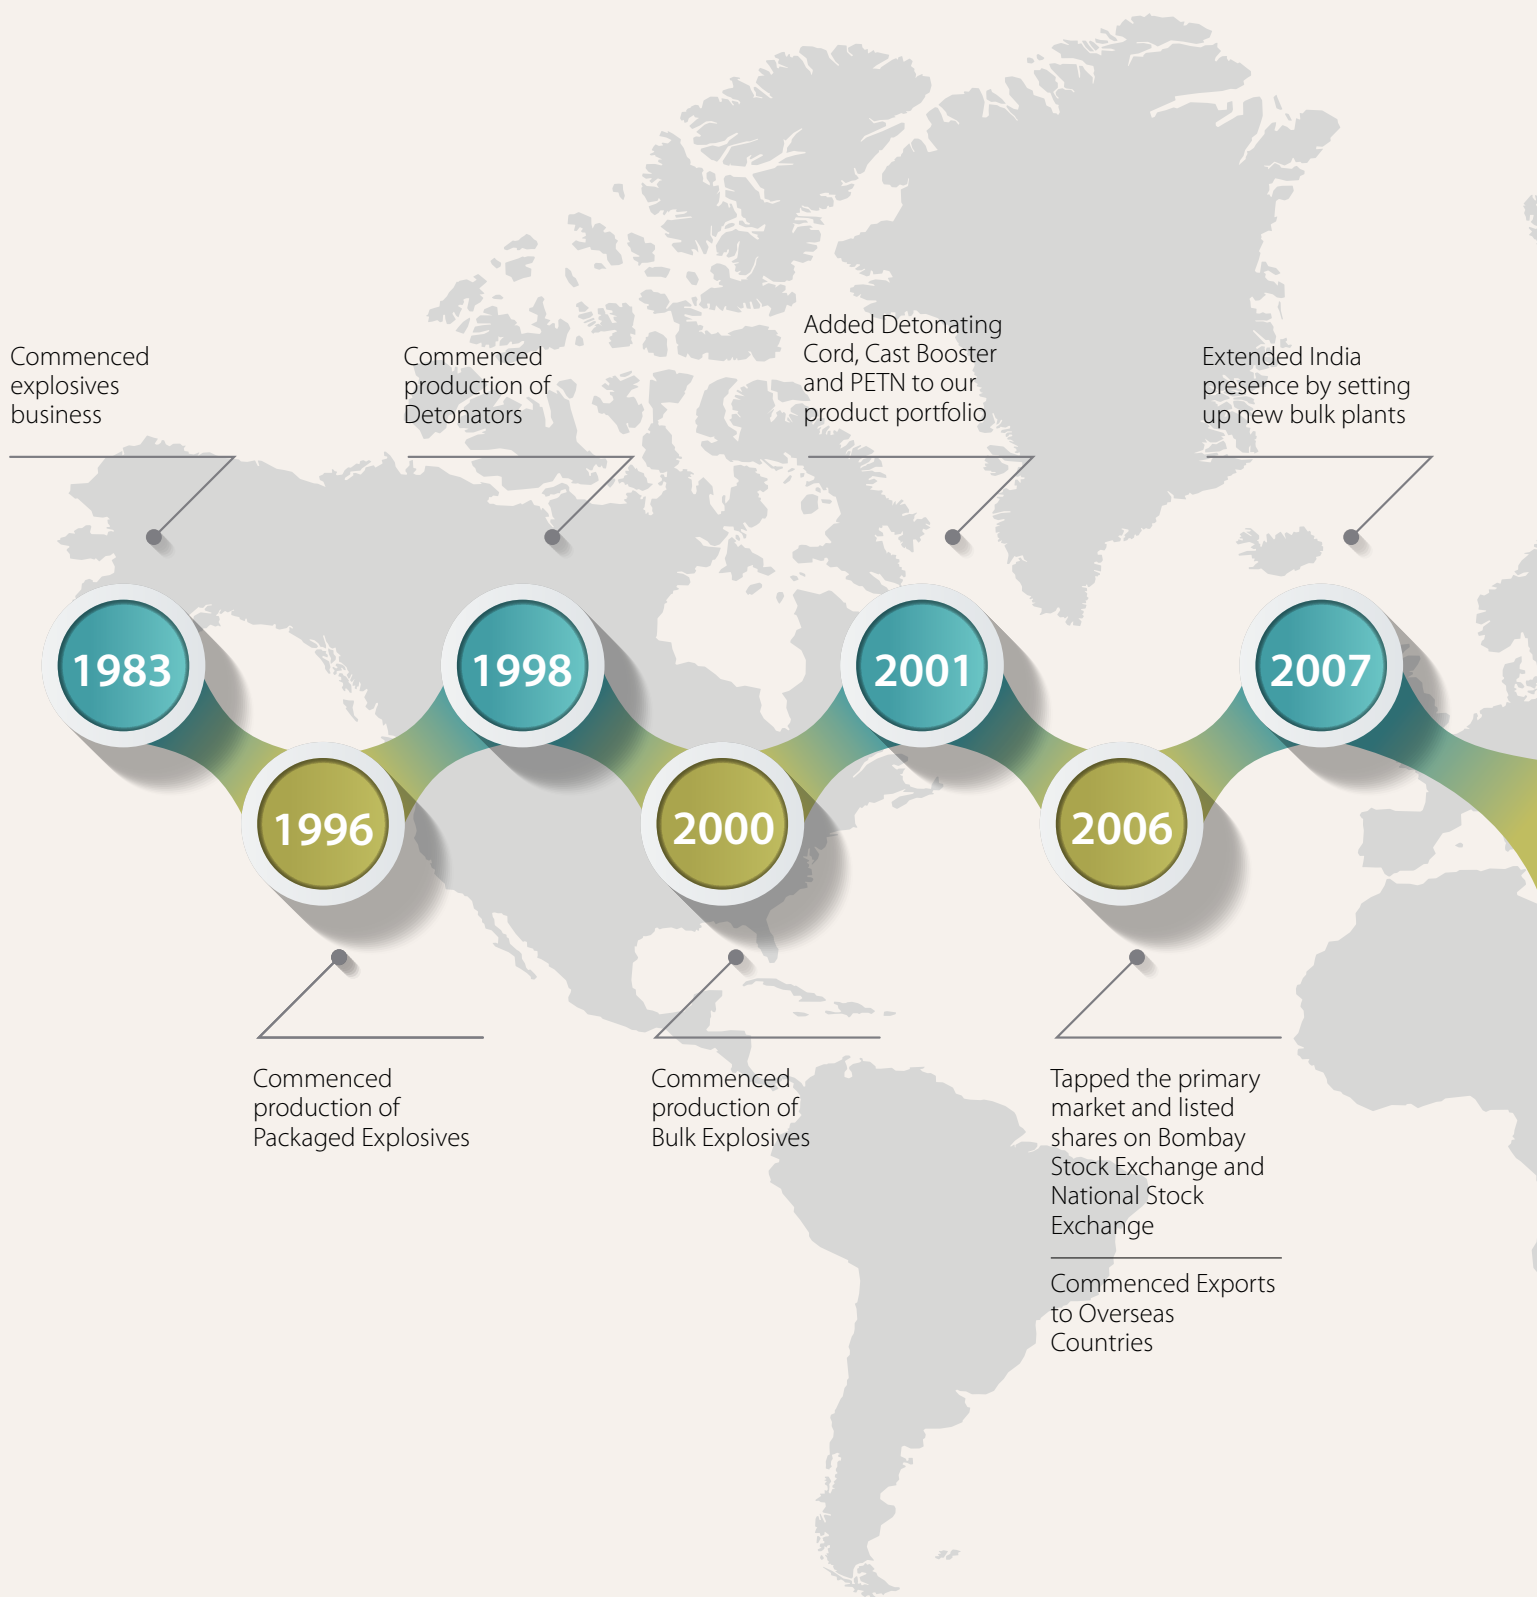 Commenced
explosives
business
1983
1996
Commenced
production of
Packaged Explosives
Commenced
production of
Detonators
1998
2000
Commenced
production of
Bulk Explosives
Added Detonating
Cord, Cast Booster
and PETN to our
product portfolio
2001
2006
Tapped the primary
market and listed
shares on Bombay
Stock Exchange and
National Stock
Exchange
Commenced Exports
to Overseas
Countries
Extended India
presence by setting
up new bulk plants
2007